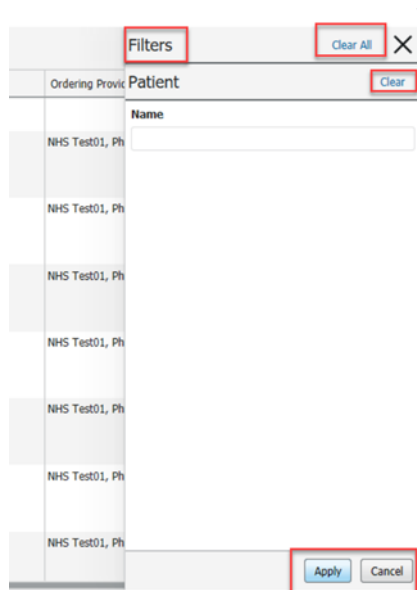 Filters Clear All
Ordering Provid Patient Clear
Name
NHS Test01, Ph
NHS Test01, Ph
NHS Test01, Ph
NHS Test01, Ph
NHS Test01, Ph
NHS Test01, Ph
NHS Test01, Ph
Apply Cancel